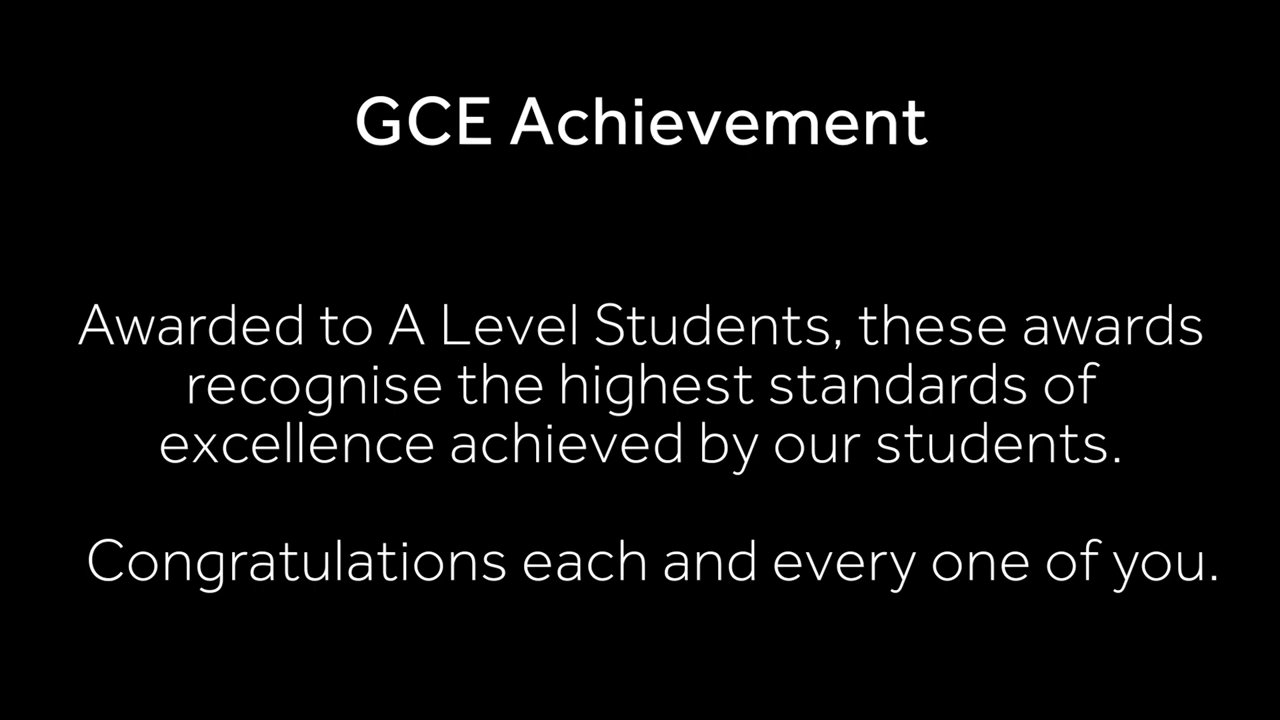 GCE Achievement
Awarded to A Level Students, these awards
recognise the highest standards of
excellence achieved by our students.
Congratulations each and every one of you.